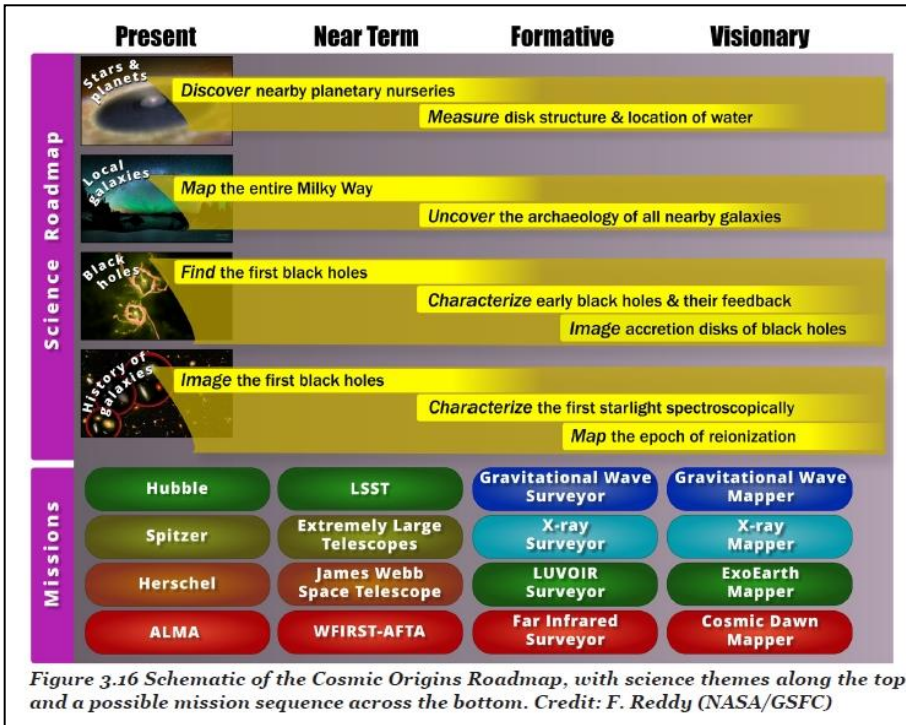 Present Near Term Formative Visionary
Science Roadmap
Stars &
planets
Discover nearby planetary nurseries
Measure disk structure & location of water
Local
galaxies
Map the entire Milky Way
Uncover the archaeology of all nearby galaxies
Black
holes
Find the first black holes
Characterize early black holes & their feedback
Image accretion disks of black holes
History of
galaxies
Image the first black holes
Characterize the first starlight spectroscopically
Map the epoch of reionization
Missions
Hubble
LSST
Gravitational Wave
Surveyor
Gravitational Wave
Mapper
Spitzer
Extremely Large
Telescopes
X-ray
Surveyor
X-ray
Mapper
Herschel
James Webb
Space Telescope
LUVOIR
Surveyor
ExoEarth
Mapper
ALMA
WFIRST-AFTA
Far Infrared
Surveyor
Cosmic Dawn
Mapper
Figure 3.16 Schematic of the Cosmic Origins Roadmap, with science themes along the top
and a possible mission sequence across the bottom. Credit: F. Reddy (NASA/GSFC)